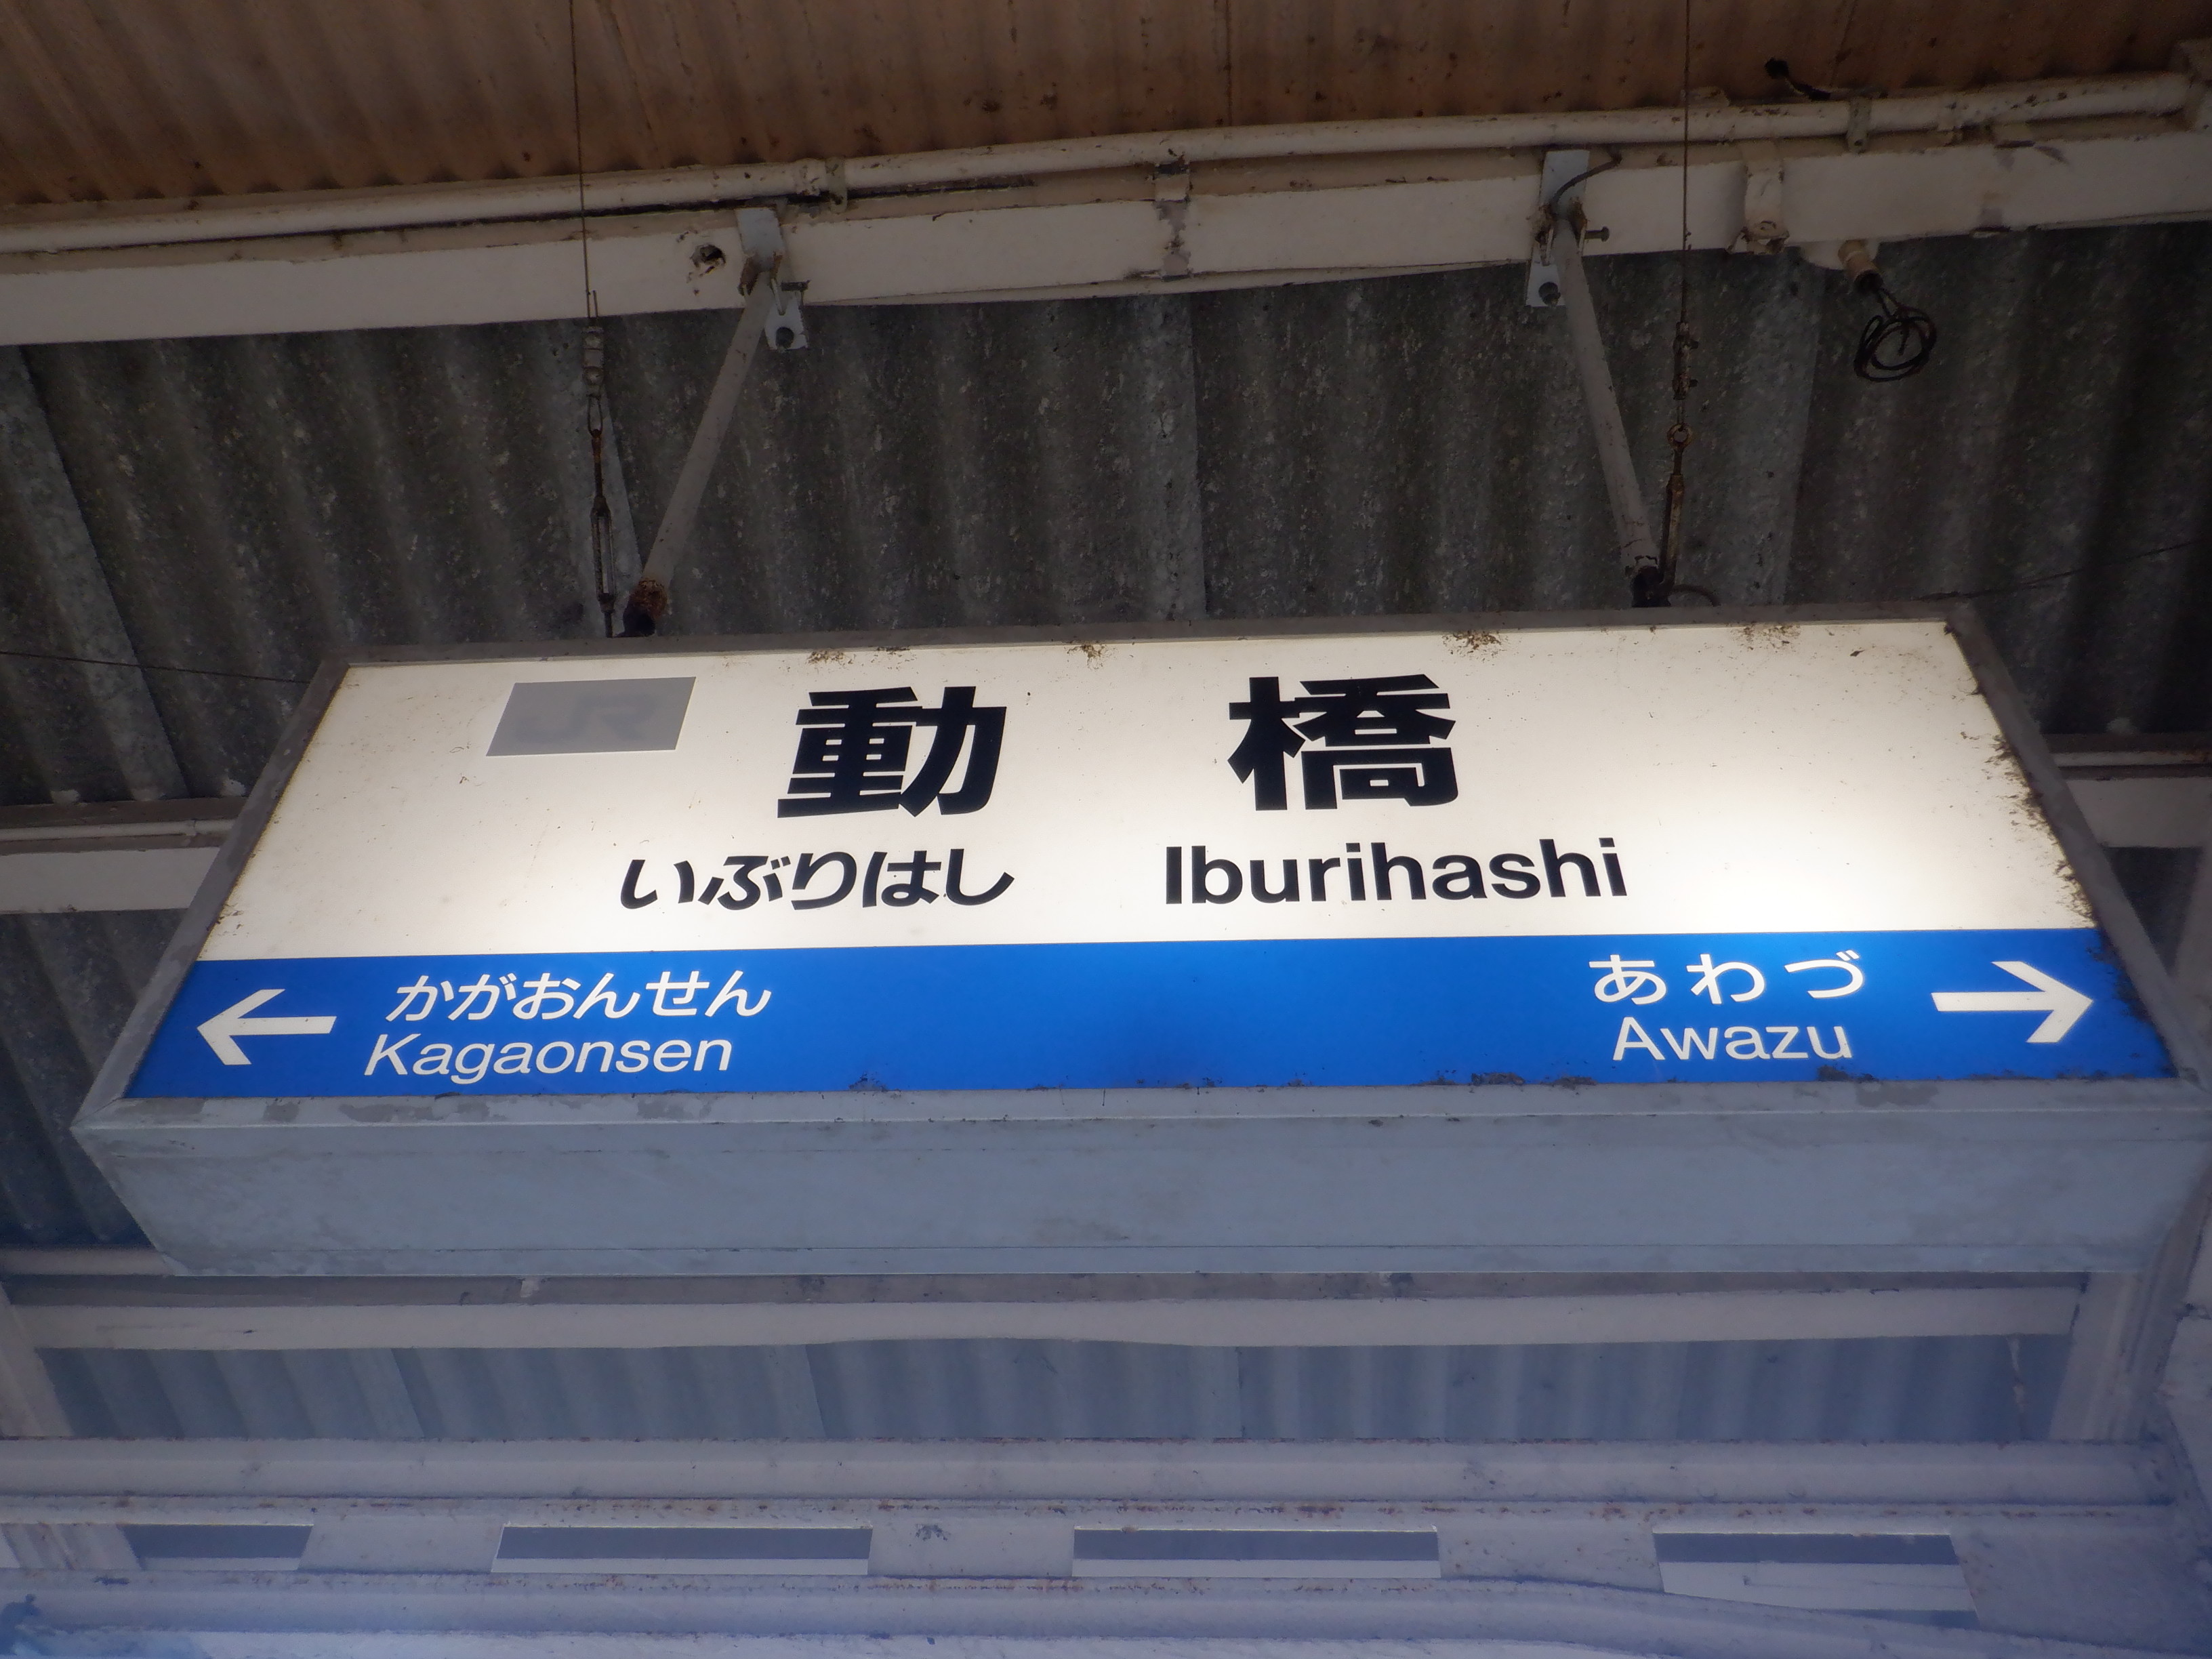 JR
動橋
いぶりはし Iburihashi
← かがおんせん
Kagaonsen
あわづ →
Awazu